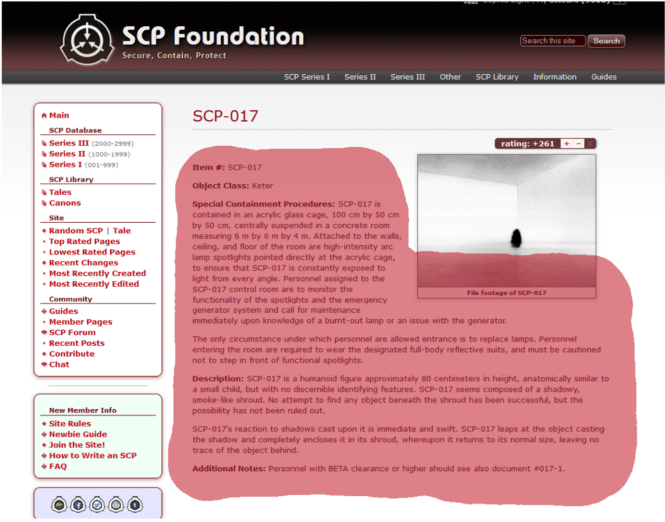 SCP Foundation
Secure, Contain, Protect
Search this site
Search
SCP Series I Series II Series III Other SCP Library Information Guides
Main
SCP Database
Series III (2000-2999)
Series II (1000-1999)
Series I (001-999)
SCP Library
Tales
Canons
Site
Random SCP | Tale
Top Rated Pages
Lowest Rated Pages
Recent Changes
Most Recently Created
Most Recently Edited
Community
Guides
Member Pages
SCP Forum
Recent Posts
Contribute
Chat
New Member Info
Site Rules
Newbie Guide
Join the Site!
How to Write an SCP
FAQ
SCP-017
rating: +261 + – X
Item #: SCP-017
Object Class: Keter
Special Containment Procedures: SCP-017 is
contained in an acrylic glass cage, 100 cm by 50 cm
by 50 cm, centrally suspended in a concrete room
measuring 6 m by 6 m by 4 m. Attached to the walls,
ceiling, and floor of the room are high-intensity arc
lamp spotlights pointed directly at the acrylic cage,
to ensure that SCP-017 is constantly exposed to
light from every angle. Personnel assigned to the
SCP-017 control room are to monitor the
functionality of the spotlights and the emergency
generator system and call for maintenance
immediately upon knowledge of a burnt-out lamp or an issue with the generator.
File footage of SCP-017
The only circumstance under which personnel are allowed entrance is to replace lamps. Personnel
entering the room are required to wear the designated full-body reflective suits, and must be cautioned
not to step in front of functional spotlights.
Description: SCP-017 is a humanoid figure approximately 80 centimeters in height, anatomically similar to
a small child, but with no discernible identifying features. SCP-017 seems composed of a shadowy,
smoke-like shroud. No attempt to find any object beneath the shroud has been successful, but the
possibility has not been ruled out.
SCP-017's reaction to shadows cast upon it is immediate and swift. SCP-017 leaps at the object casting
the shadow and completely encloses it in its shroud, whereupon it returns to its normal size, leaving no
trace of the object behind.
Additional Notes: Personnel with BETA clearance or higher should see also document #017-1.